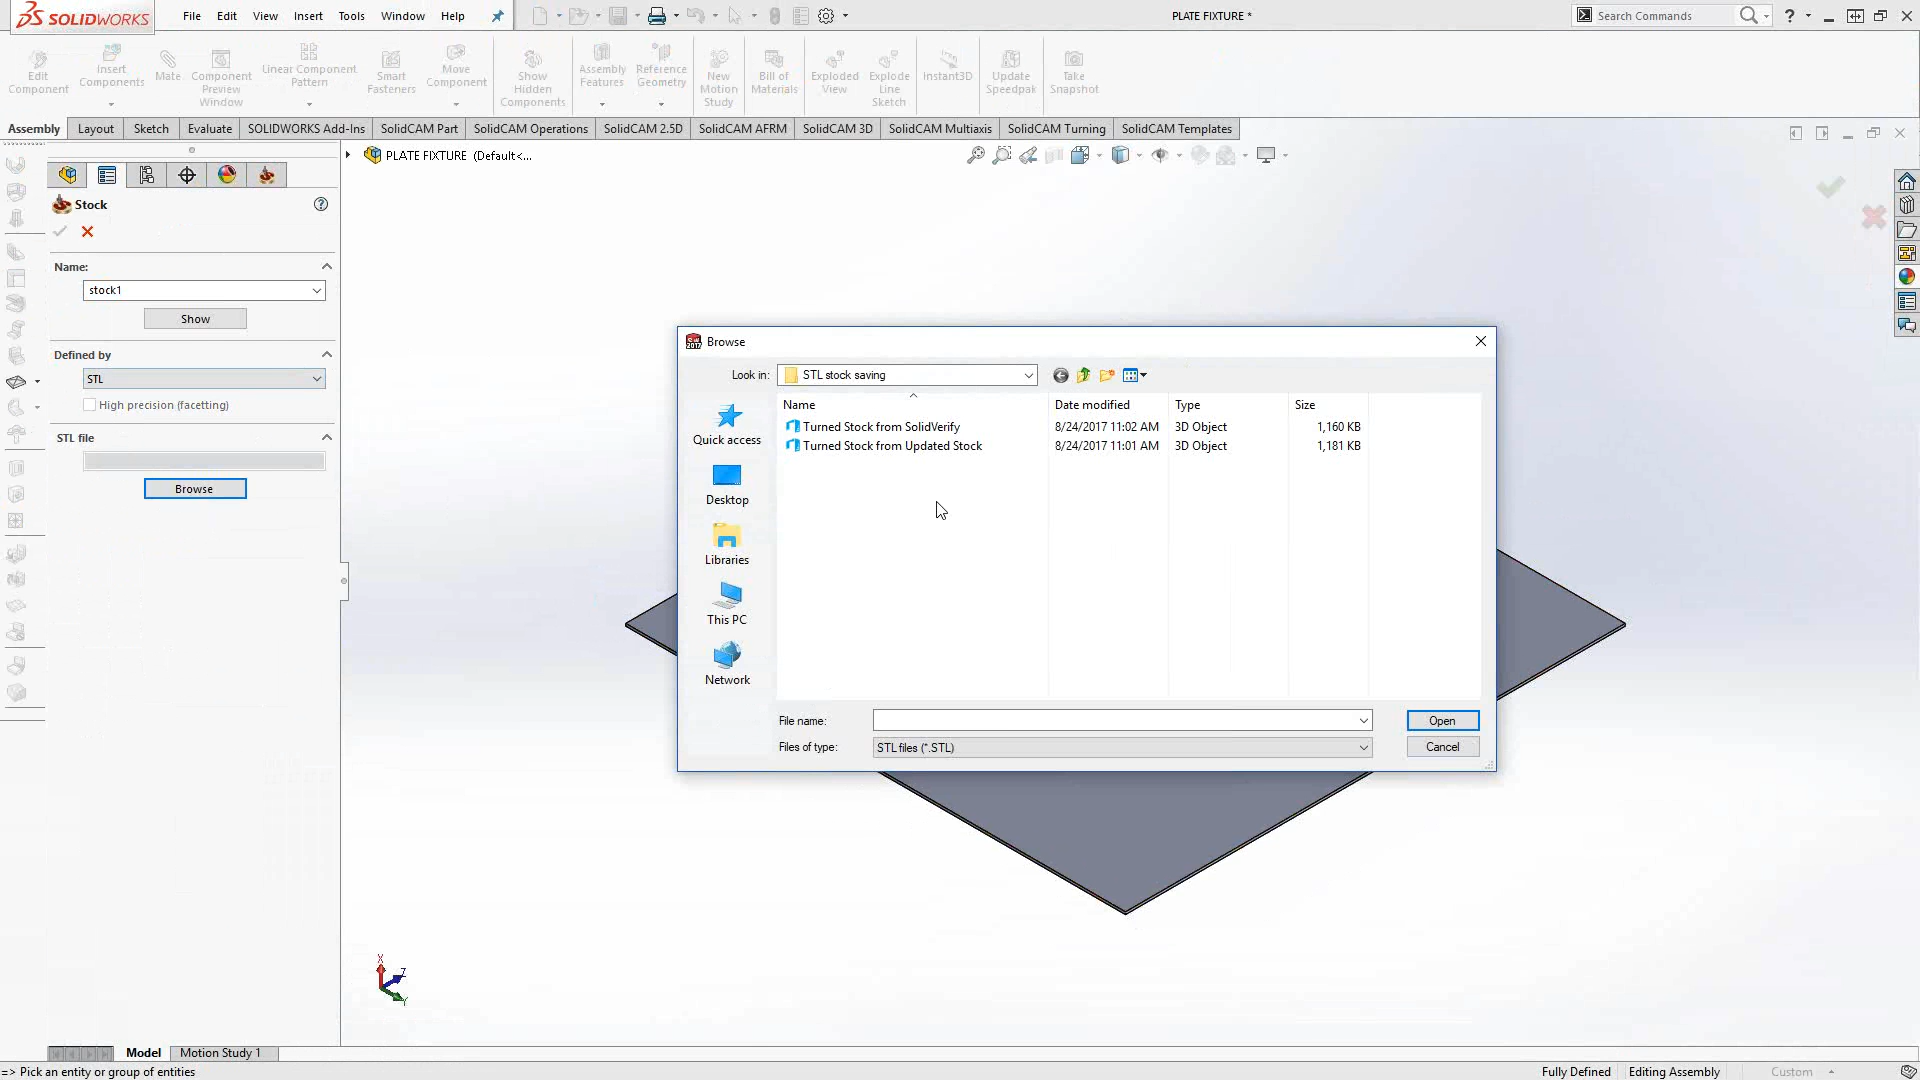 SOLIDWORKS
File Edit View Insert Tools Window Help
PLATE FIXTURE *
Search Commands
Edit Component
Insert Components
Mate
Component Preview Window
Linear Component Pattern
Smart Fasteners
Move Component
Show Hidden Components
Assembly Features
Reference Geometry
New Motion Study
Bill of Materials
Exploded View
Explode Line Sketch
Instant3D
Update Speedpak
Take Snapshot
Assembly Layout Sketch Evaluate SOLIDWORKS Add-Ins SolidCAM Part SolidCAM Operations SolidCAM 2.5D SolidCAM AFRM SolidCAM 3D SolidCAM Multiaxis SolidCAM Turning SolidCAM Templates
PLATE FIXTURE (Default<...
Stock
Name:
stock1
Show
Defined by
STL
High precision (facetting)
STL file
Browse
Browse
Look in: STL stock saving
Name Date modified Type Size
Turned Stock from SolidVerify 8/24/2017 11:02 AM 3D Object 1,160 KB
Turned Stock from Updated Stock 8/24/2017 11:01 AM 3D Object 1,181 KB
Quick access
Desktop
Libraries
This PC
Network
File name: Open
Files of type: STL files (*.STL) Cancel
X
Z
Y
Model Motion Study 1
=> Pick an entity or group of entities
Fully Defined Editing Assembly Custom